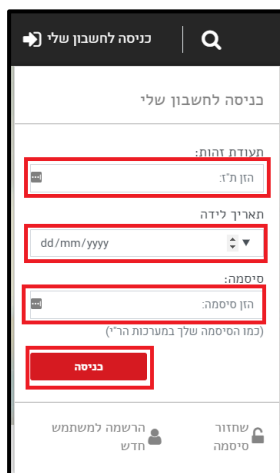 כניסה לחשבון שלי
כניסה לחשבון שלי
תעודת זהות:
הזן ת"ז:
תאריך לידה
dd/mm/yyyy
סיסמה:
הזן סיסמה:
(כמו הסיסמה שלך במערכות הר"י)
כניסה
שחזור סיסמה
הרשמה למשתמש חדש